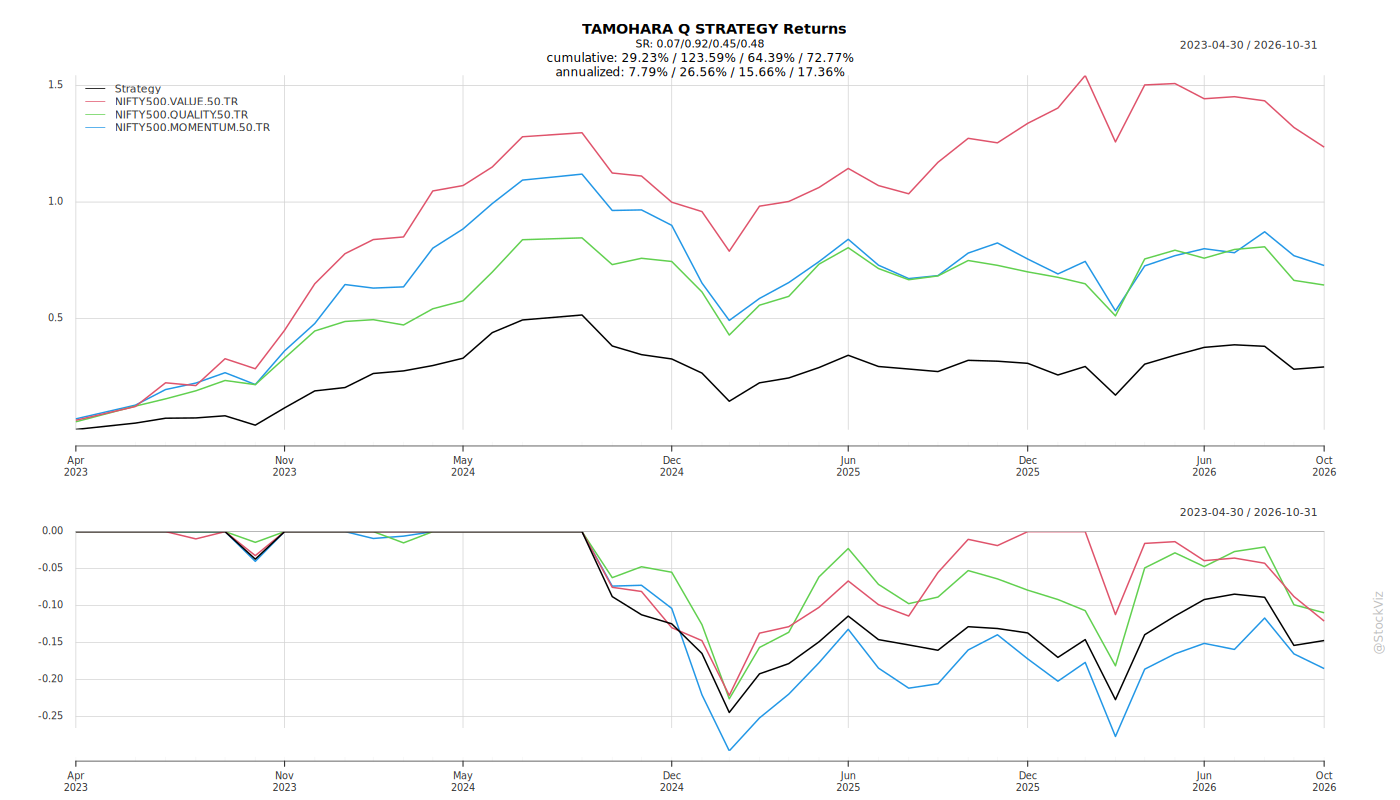 TAMOHARA Q STRATEGY Returns
SR: 0.07/0.92/0.45/0.48
cumulative: 29.23% / 123.59% / 64.39% / 72.77%
annualized: 7.79% / 26.56% / 15.66% / 17.36%
2023-04-30 / 2026-10-31
Strategy
NIFTY500.VALUE.50.TR
NIFTY500.QUALITY.50.TR
NIFTY500.MOMENTUM.50.TR
1.5
1.0
0.5
Apr 2023
Nov 2023
May 2024
Dec 2024
Jun 2025
Dec 2025
Jun 2026
Oct 2026
2023-04-30 / 2026-10-31
0.00
-0.05
-0.10
-0.15
-0.20
-0.25
Apr 2023
Nov 2023
May 2024
Dec 2024
Jun 2025
Dec 2025
Jun 2026
Oct 2026
@StockViz